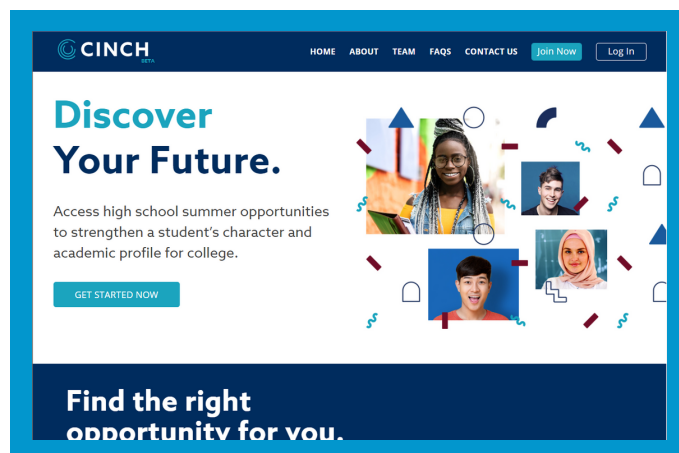 CINCH
BETA
HOME ABOUT TEAM FAQS CONTACT US Join Now Log In
Discover
Your Future.
Access high school summer opportunities
to strengthen a student's character and
academic profile for college.
GET STARTED NOW
Find the right
opportunity for you.